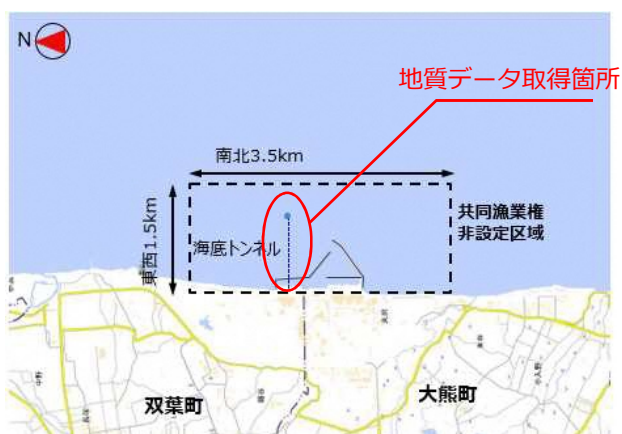 N
地質データ取得箇所
南北3.5km
東西1.5km
海底トンネル
共同漁業権
非設定区域
双葉町
大熊町
中野